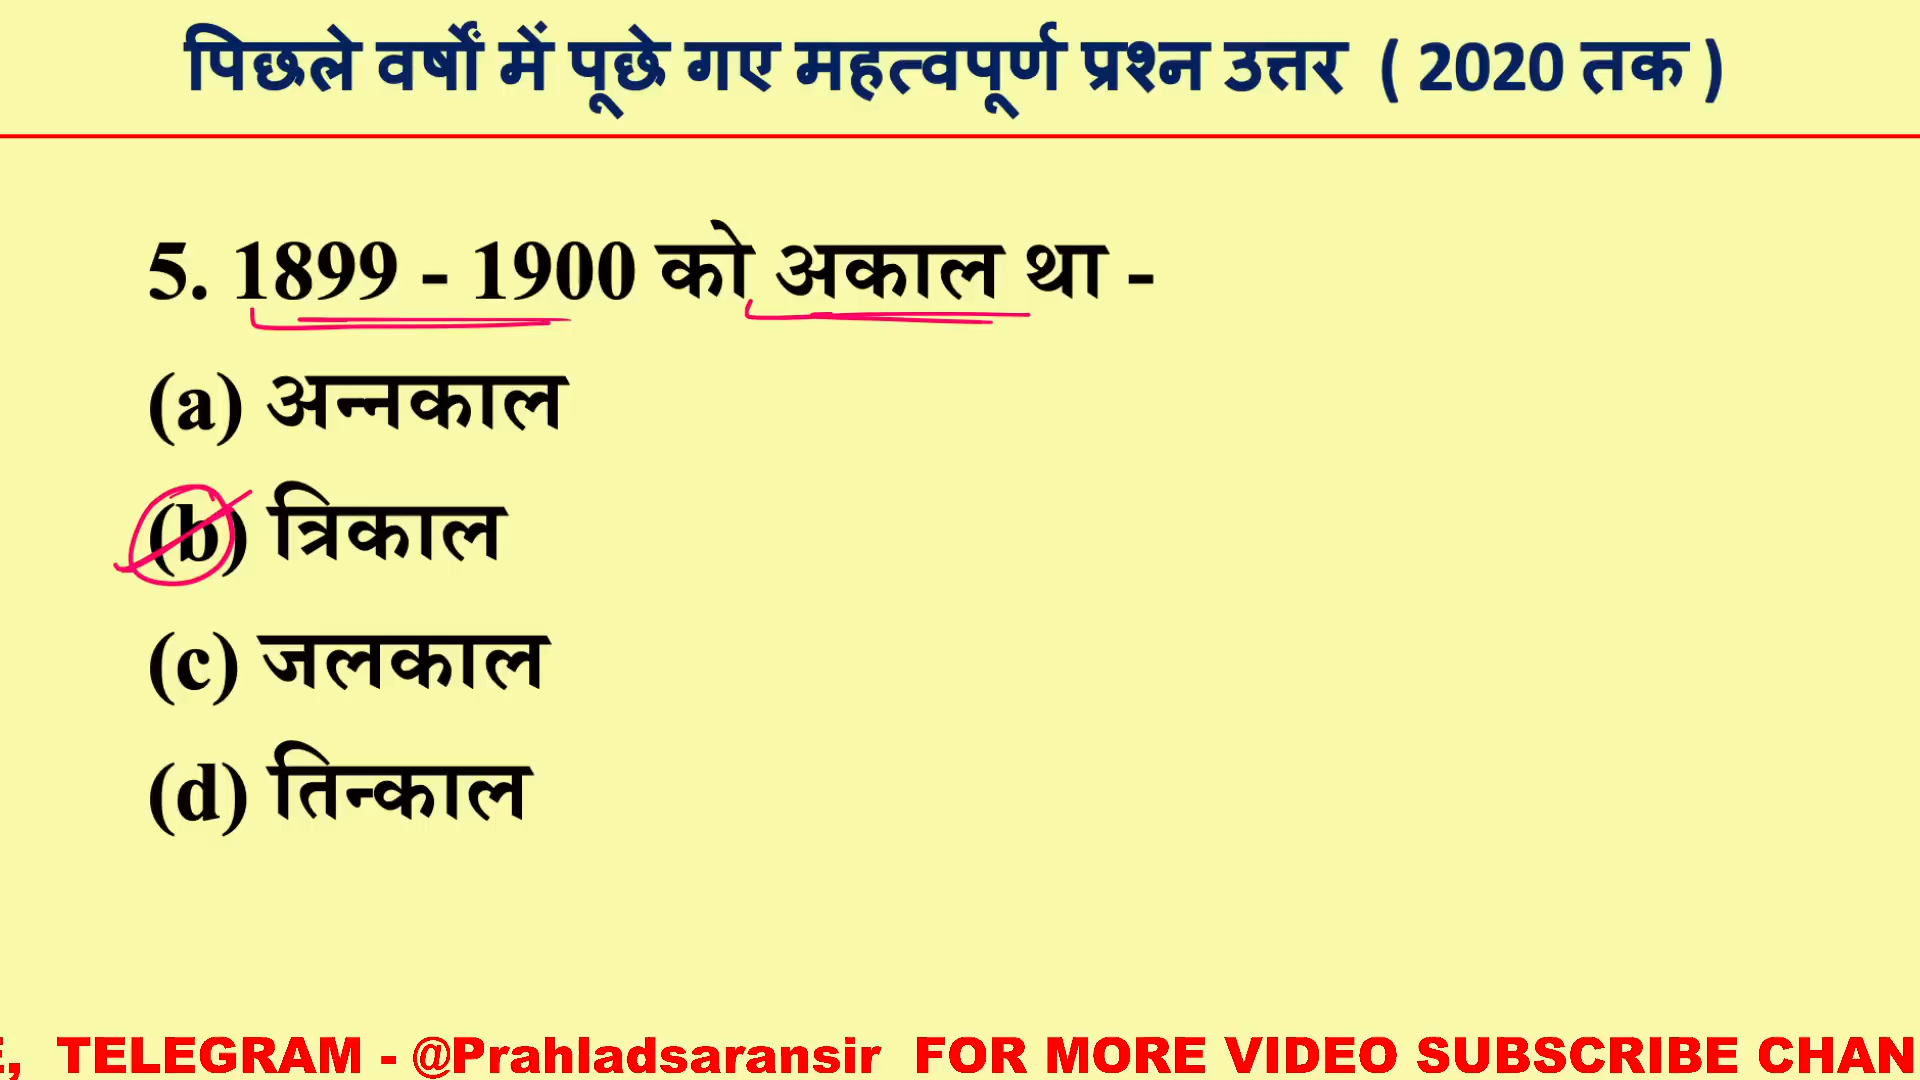 पिछले वर्षों में पूछे गए महत्वपूर्ण प्रश्न उत्तर ( 2020 तक )
5. 1899 - 1900 को अकाल था -
(a) अन्नकाल
(b) त्रिकाल
(c) जलकाल
(d) तिन्काल
E, TELEGRAM - @Prahladsaransir FOR MORE VIDEO SUBSCRIBE CHAN